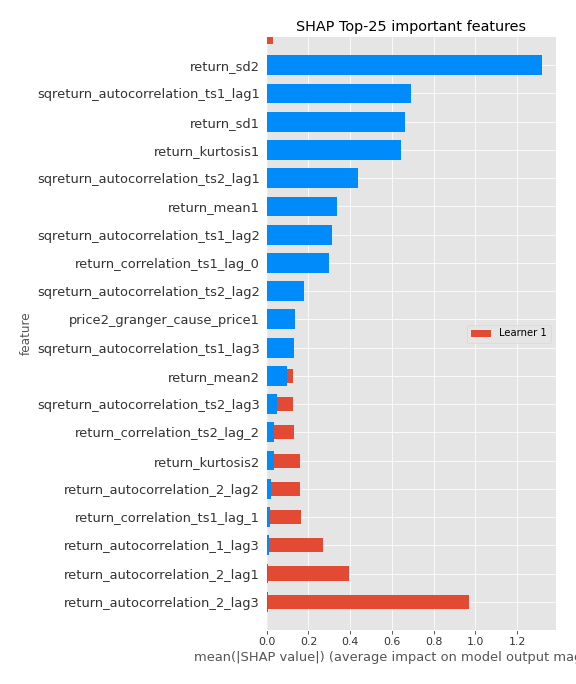 SHAP Top-25 important features
return_sd2
sqreturn_autocorrelation_ts1_lag1
return_sd1
return_kurtosis1
sqreturn_autocorrelation_ts2_lag1
return_mean1
sqreturn_autocorrelation_ts1_lag2
return_correlation_ts1_lag_0
sqreturn_autocorrelation_ts2_lag2
price2_granger_cause_price1
sqreturn_autocorrelation_ts1_lag3
return_mean2
sqreturn_autocorrelation_ts2_lag3
return_correlation_ts2_lag_2
return_kurtosis2
return_autocorrelation_2_lag2
return_correlation_ts1_lag_1
return_autocorrelation_1_lag3
return_autocorrelation_2_lag1
return_autocorrelation_2_lag3
feature
Learner 1
0.0 0.2 0.4 0.6 0.8 1.0 1.2
mean(|SHAP value|) (average impact on model output mag